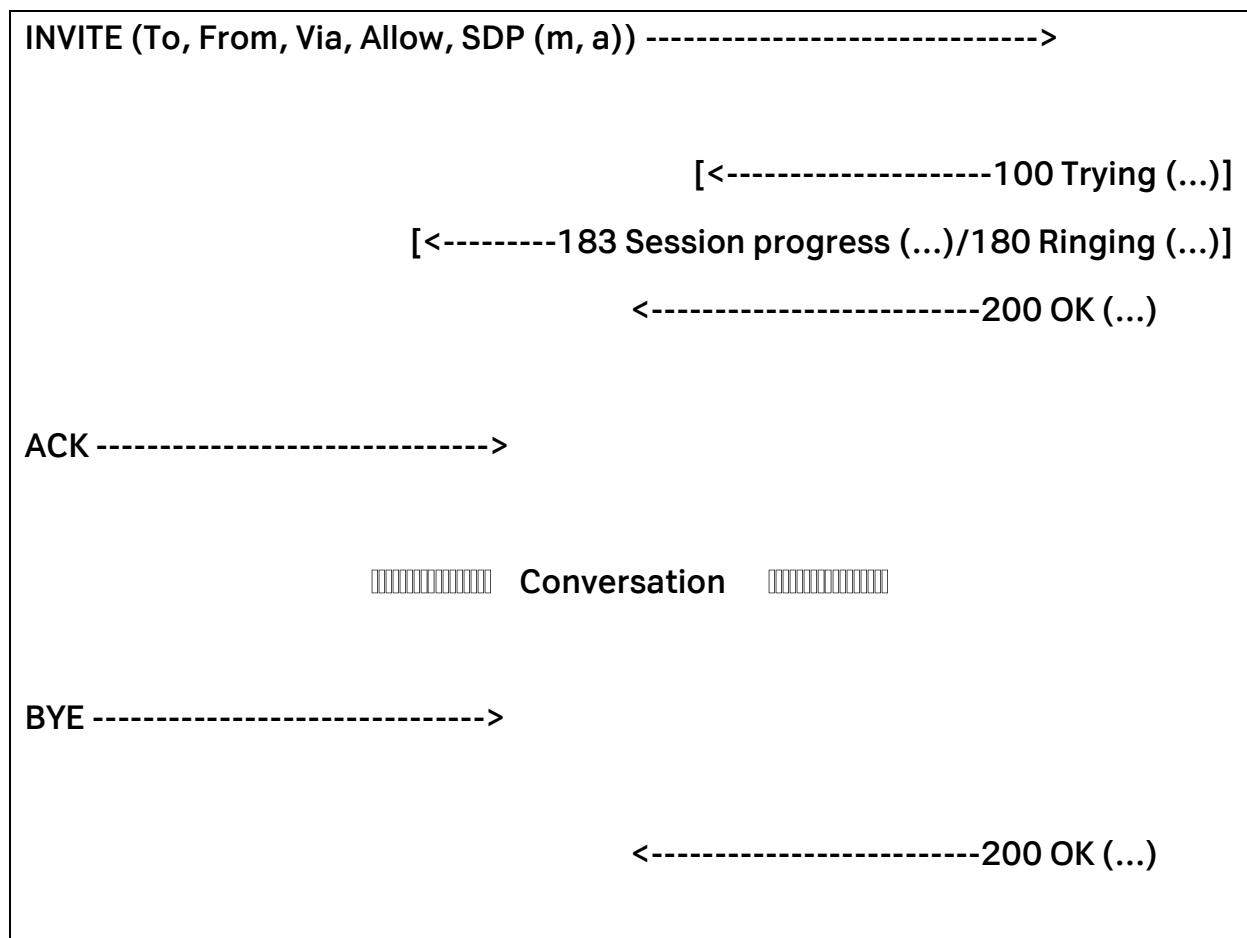 INVITE (To, From, Via, Allow, SDP (m, a)) ------------------------------->
[<---------------------100 Trying (...)]
[<---------183 Session progress (...)/180 Ringing (...)]
<--------------------------200 OK (...)
ACK ------------------------------->
Conversation
BYE ------------------------------->
<--------------------------200 OK (...)